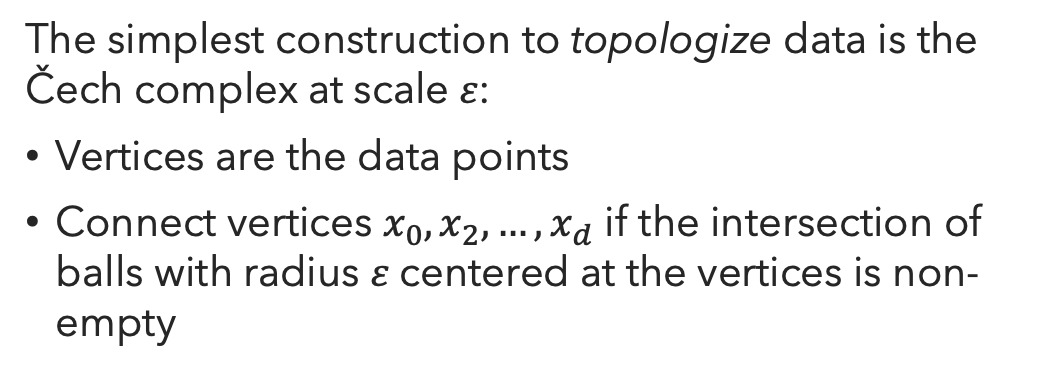 The simplest construction to topologize data is the
Čech complex at scale ε:
• Vertices are the data points
• Connect vertices x₀, x₂, ..., x_d if the intersection of
balls with radius ε centered at the vertices is non-
empty